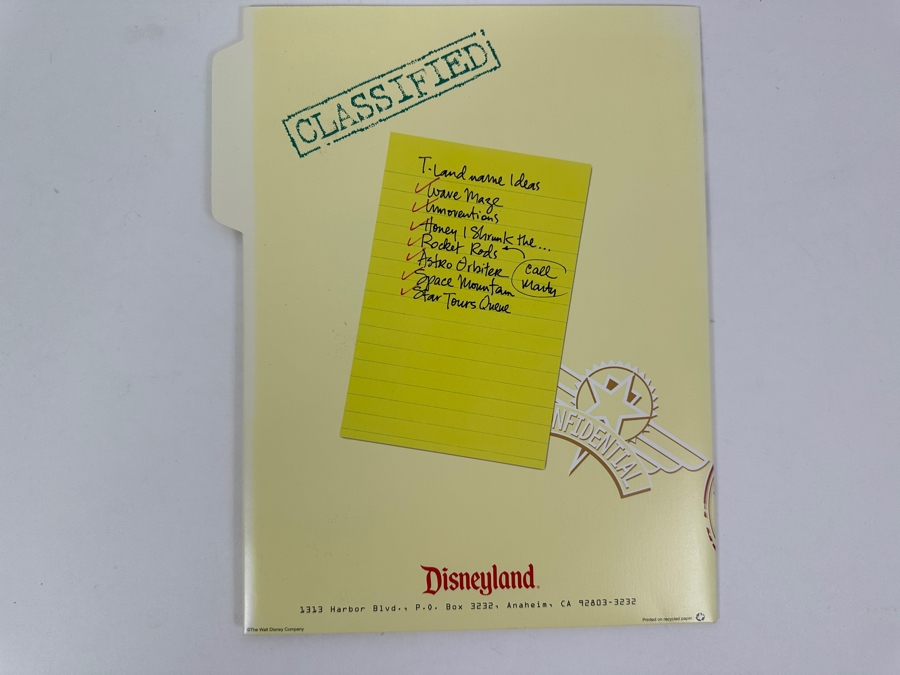 CLASSIFIED
T-Land name Ideas
Wave Maze
Innoventions
Honey I Shrunk the...
Rocket Rods
Astro Orbiter
Space Mountain
Star Tours Queue
call
Marty
NFIDENTIAL
Disneyland
1313 Harbor Blvd., P.O. Box 3232, Anaheim, CA 92803-3232
©The Walt Disney Company
Printed on recycled paper